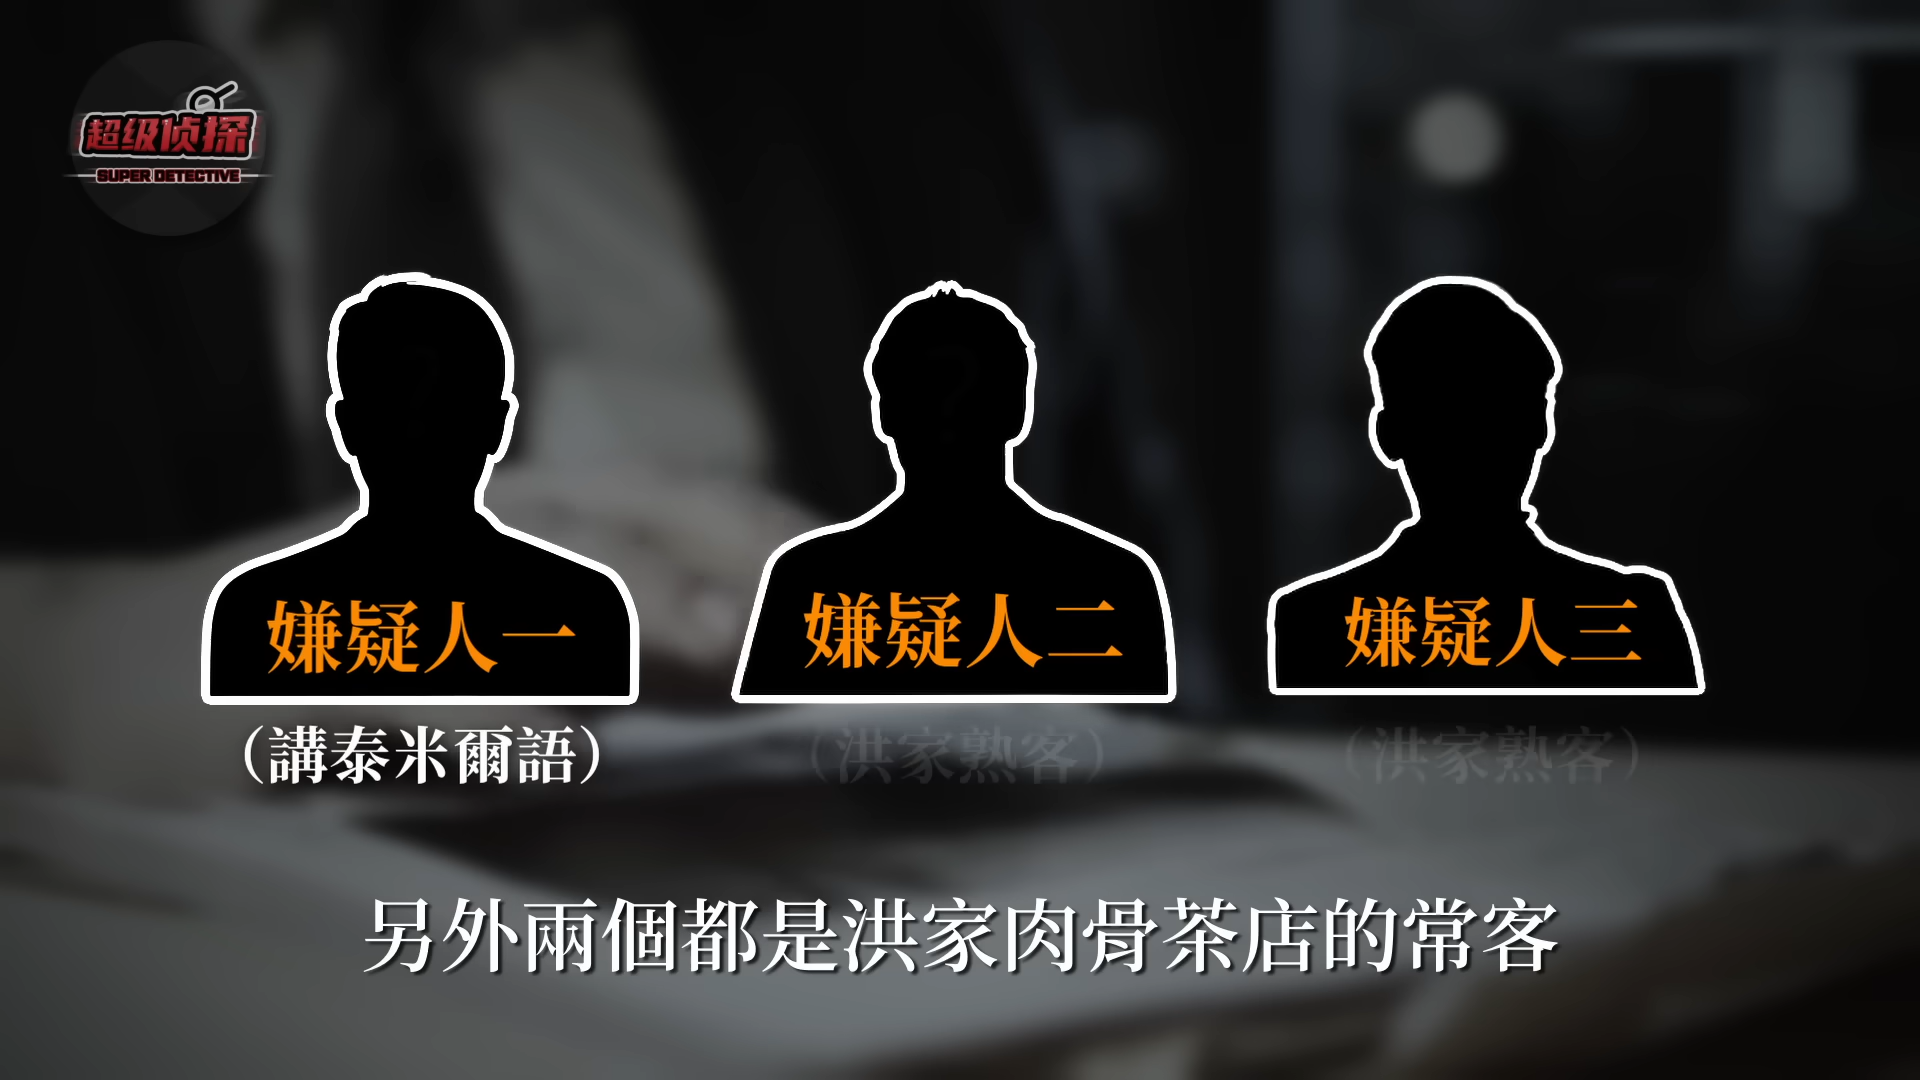 超级侦探
SUPER DETECTIVE
嫌疑人一
嫌疑人二
嫌疑人三
（講泰米爾語）
（洪家熟客）
（洪家熟客）
另外兩個都是洪家肉骨茶店的常客